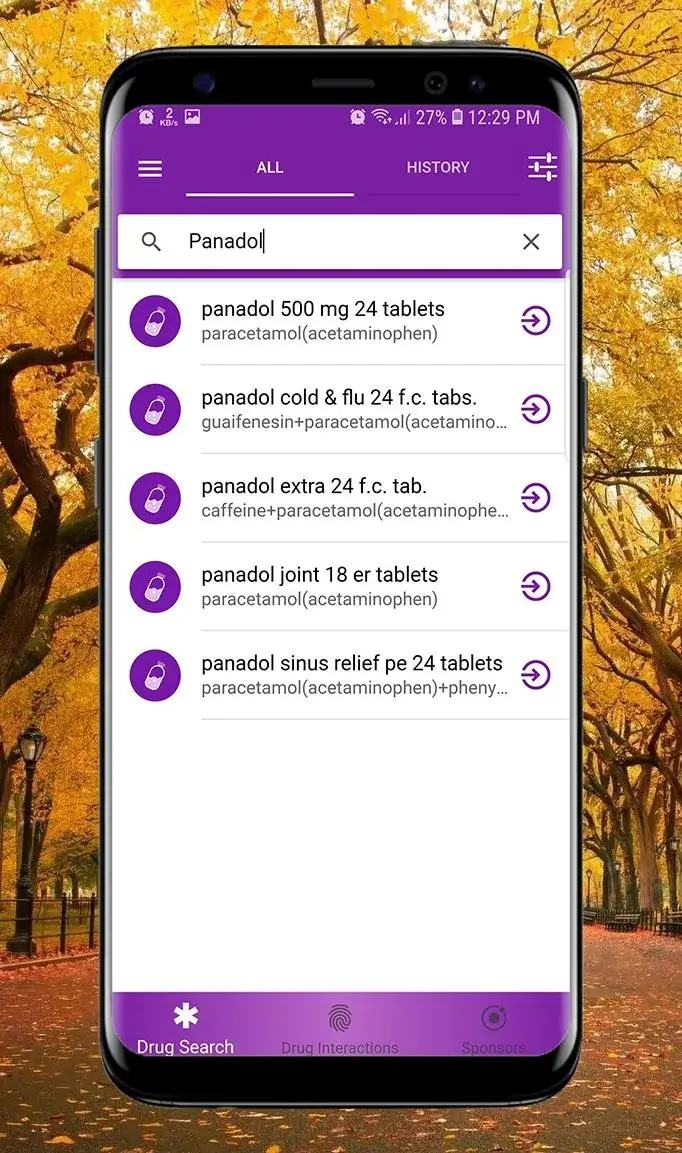 2
KB/s
27% 12:29 PM
ALL HISTORY
Panadol
panadol 500 mg 24 tablets
paracetamol(acetaminophen)
panadol cold & flu 24 f.c. tabs.
guaifenesin+paracetamol(acetamino...
panadol extra 24 f.c. tab.
caffeine+paracetamol(acetaminophe...
panadol joint 18 er tablets
paracetamol(acetaminophen)
panadol sinus relief pe 24 tablets
paracetamol(acetaminophen)+pheny...
Drug Search Drug Interactions Sponsors